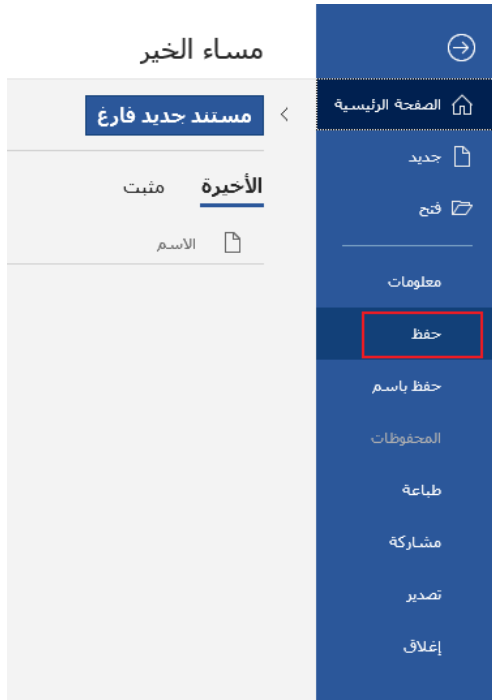 الصفحة الرئيسية
جديد
فتح
معلومات
حفظ
حفظ باسم
المحفوظات
طباعة
مشاركة
تصدير
إغلاق
مساء الخير
مستند جديد فارغ
الأخيرة مثبت
الاسم